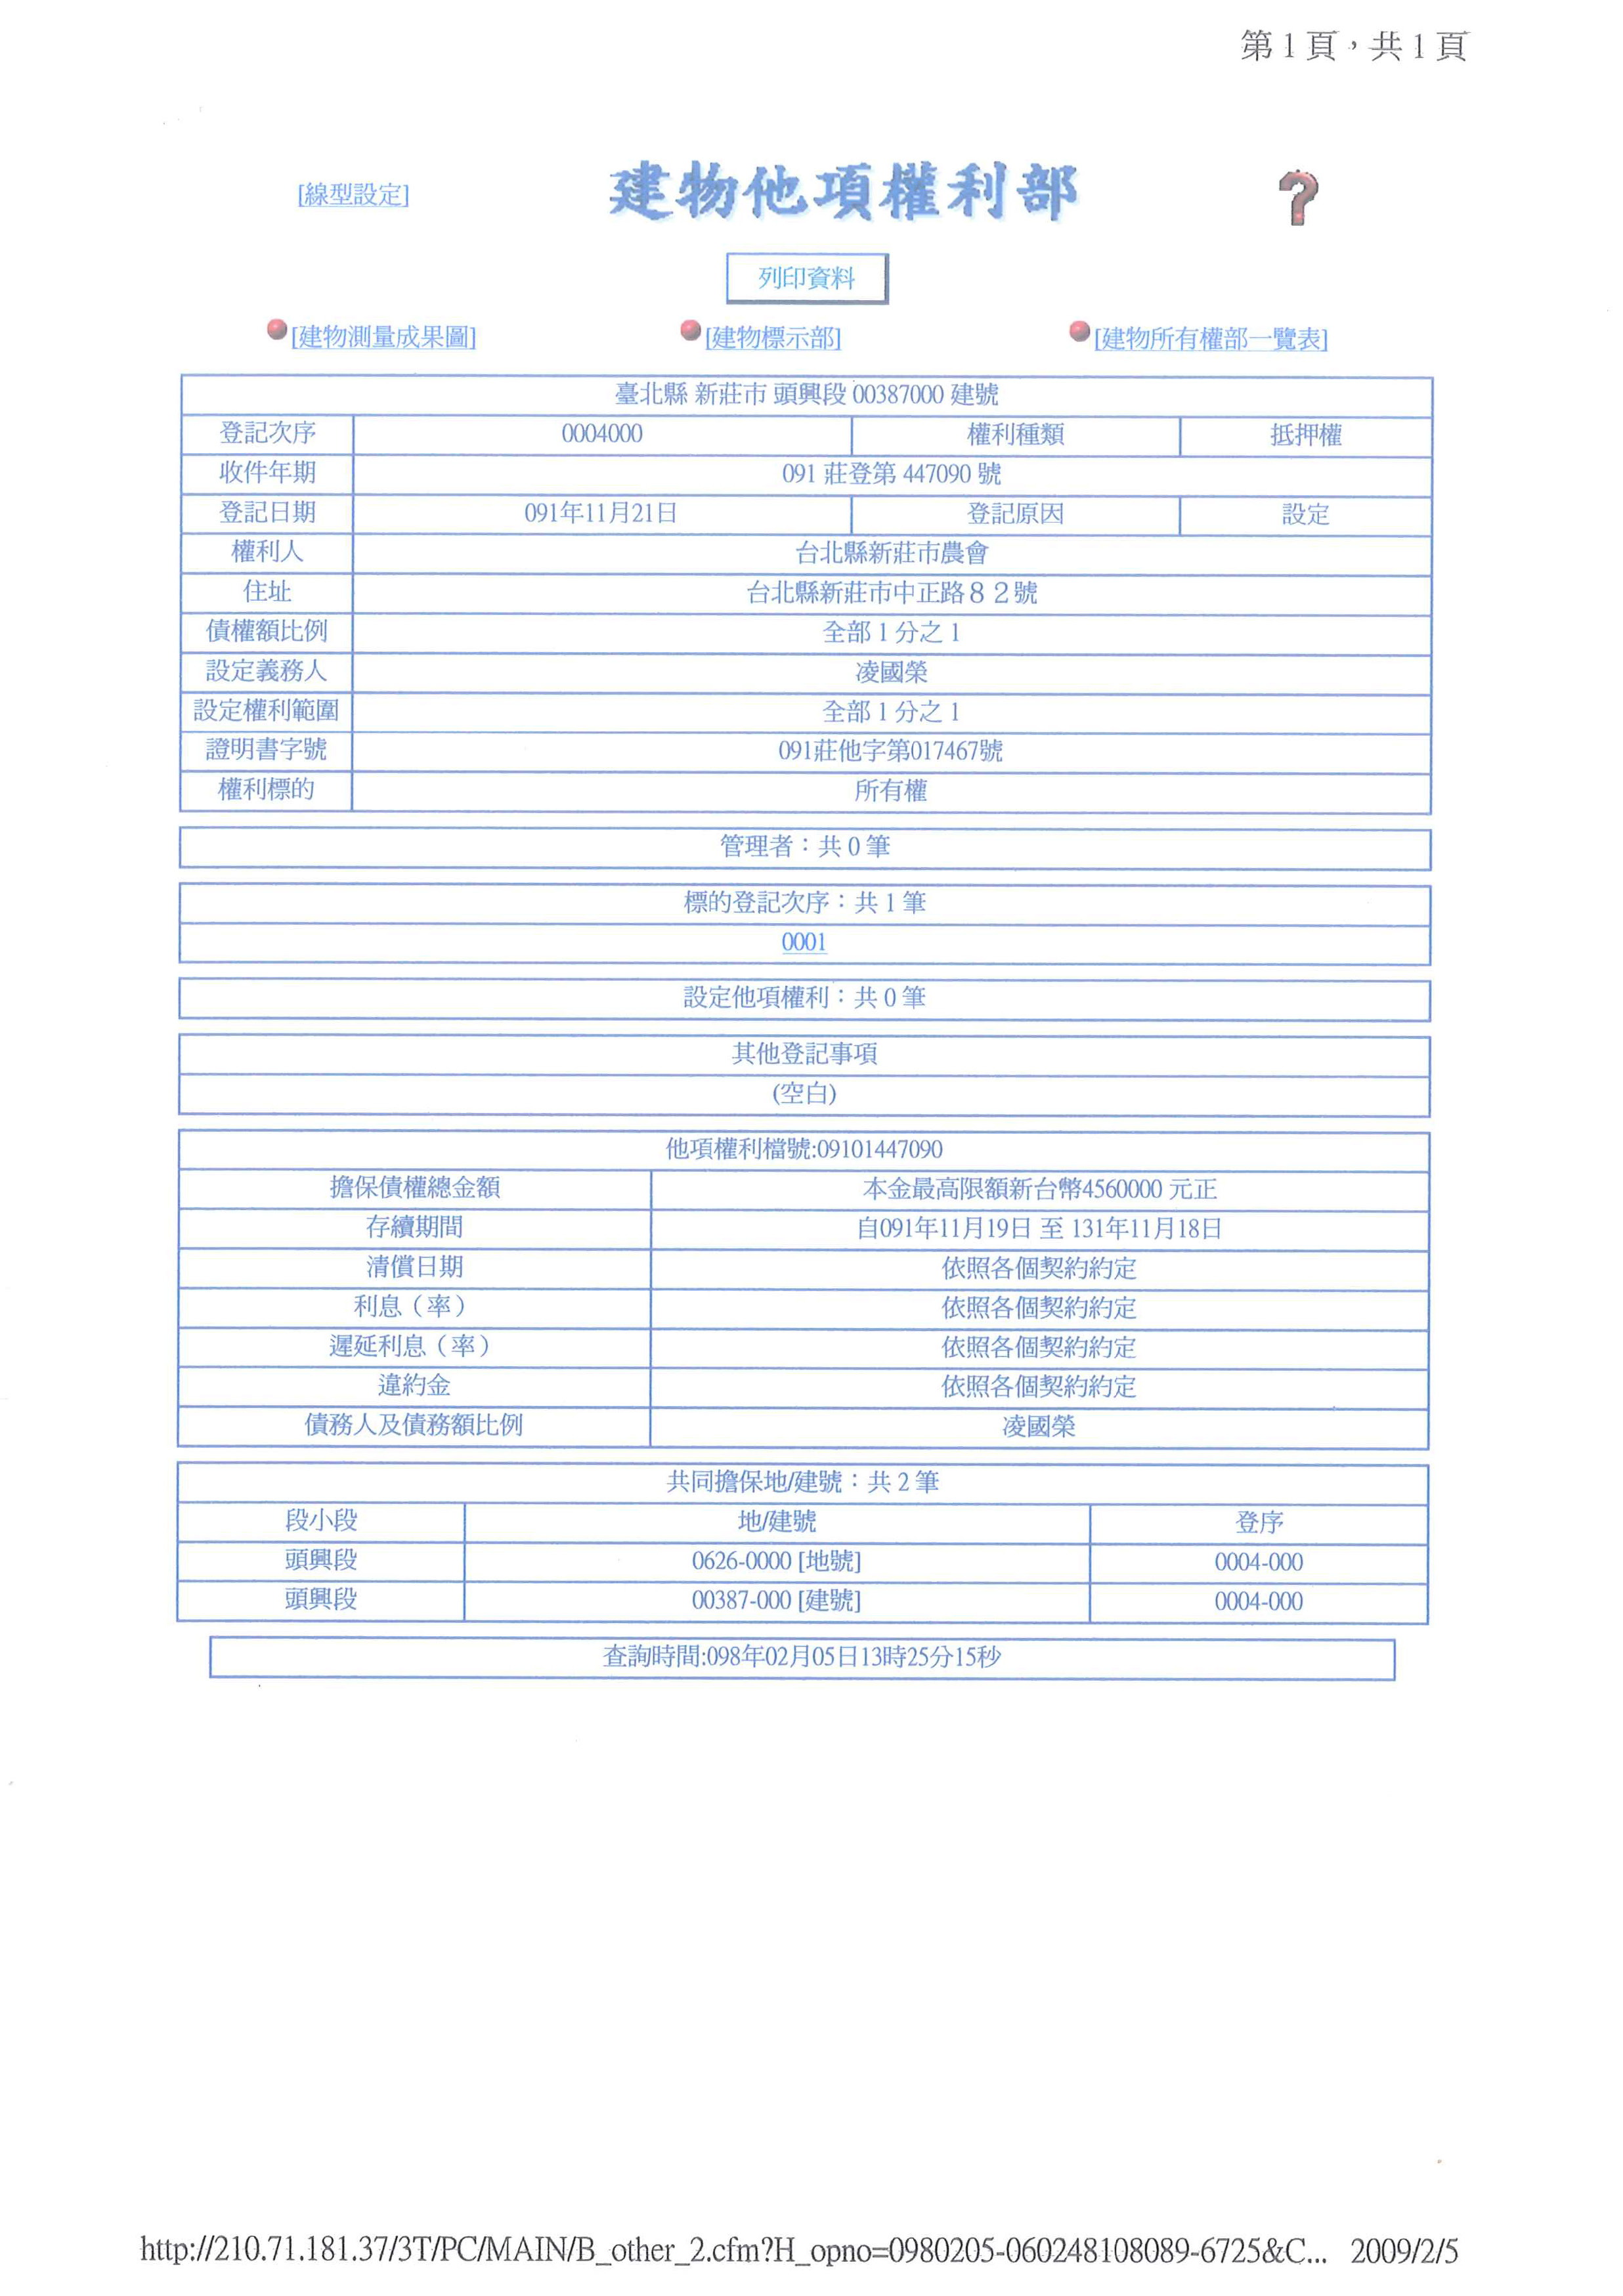 第1頁，共1頁
[線型設定] 建物他項權利部
列印資料
[建物測量成果圖] [建物標示部] [建物所有權部一覽表]
臺北縣 新莊市 頭興段 00387000 建號
登記次序 0004000 權利種類 抵押權
收件年期 091 莊登第 447090 號
登記日期 091年11月21日 登記原因 設定
權利人 台北縣新莊市農會
住址 台北縣新莊市中正路８２號
債權額比例 全部 1 分之 1
設定義務人 凌國榮
設定權利範圍 全部 1 分之 1
證明書字號 091莊他字第017467號
權利標的 所有權
管理者：共 0 筆
標的登記次序：共 1 筆
0001
設定他項權利：共 0 筆
其他登記事項
(空白)
他項權利檔號:09101447090
擔保債權總金額 本金最高限額新台幣4560000 元正
存續期間 自091年11月19日 至 131年11月18日
清償日期 依照各個契約約定
利息（率） 依照各個契約約定
遲延利息（率） 依照各個契約約定
違約金 依照各個契約約定
債務人及債務額比例 凌國榮
共同擔保地/建號：共 2 筆
段小段 地/建號 登序
頭興段 0626-0000 [地號] 0004-000
頭興段 00387-000 [建號] 0004-000
查詢時間:098年02月05日13時25分15秒
http://210.71.181.37/3T/PC/MAIN/B_other_2.cfm?H_opno=0980205-060248108089-6725&C... 2009/2/5